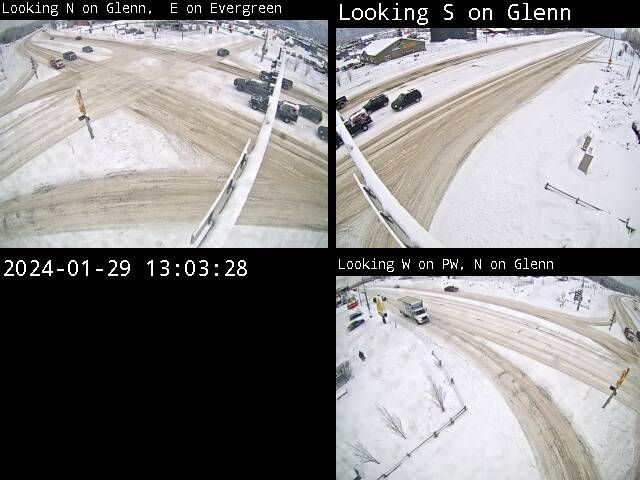 Looking N on Glenn,  E on Evergreen
Looking S on Glenn
2024-01-29 13:03:28
Looking W on PW, N on Glenn